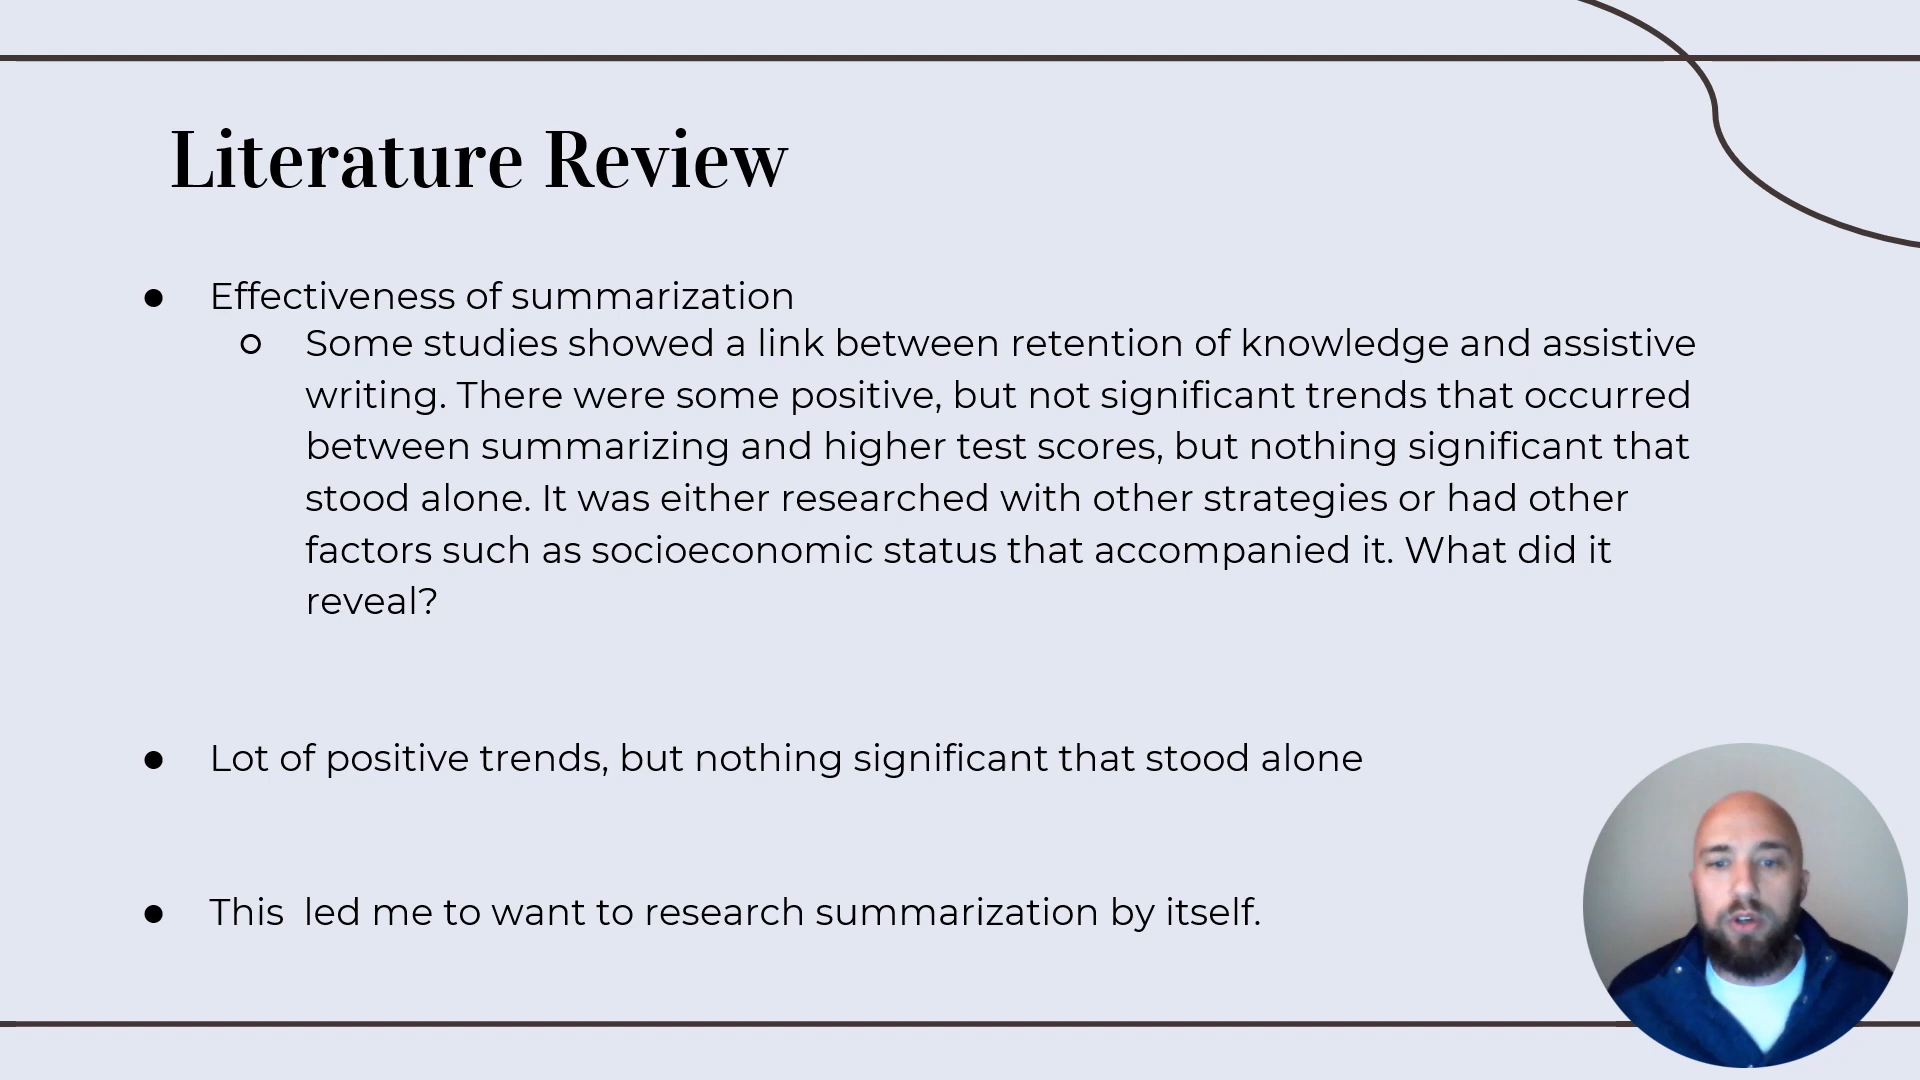 Literature Review
● Effectiveness of summarization
○ Some studies showed a link between retention of knowledge and assistive
writing. There were some positive, but not significant trends that occurred
between summarizing and higher test scores, but nothing significant that
stood alone. It was either researched with other strategies or had other
factors such as socioeconomic status that accompanied it. What did it
reveal?
● Lot of positive trends, but nothing significant that stood alone
● This  led me to want to research summarization by itself.